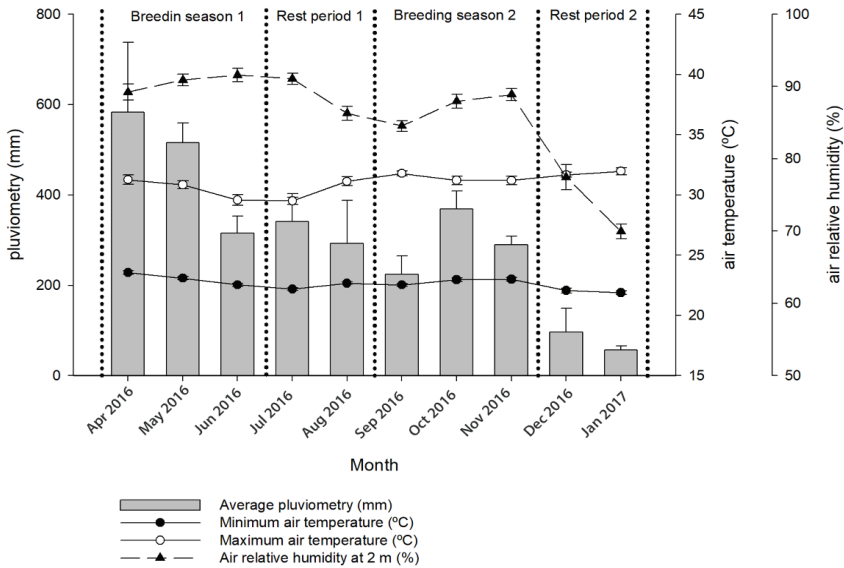 Breedin season 1
Rest period 1
Breeding season 2
Rest period 2
800
600
400
200
0
pluviometry (mm)
45
40
35
30
25
20
15
air temperature (ºC)
100
90
80
70
60
50
air relative humidity (%)
Apr 2016
May 2016
Jun 2016
Jul 2016
Aug 2016
Sep 2016
Oct 2016
Nov 2016
Dec 2016
Jan 2017
Month
Average pluviometry (mm)
Minimum air temperature (ºC)
Maximum air temperature (ºC)
Air relative humidity at 2 m (%)